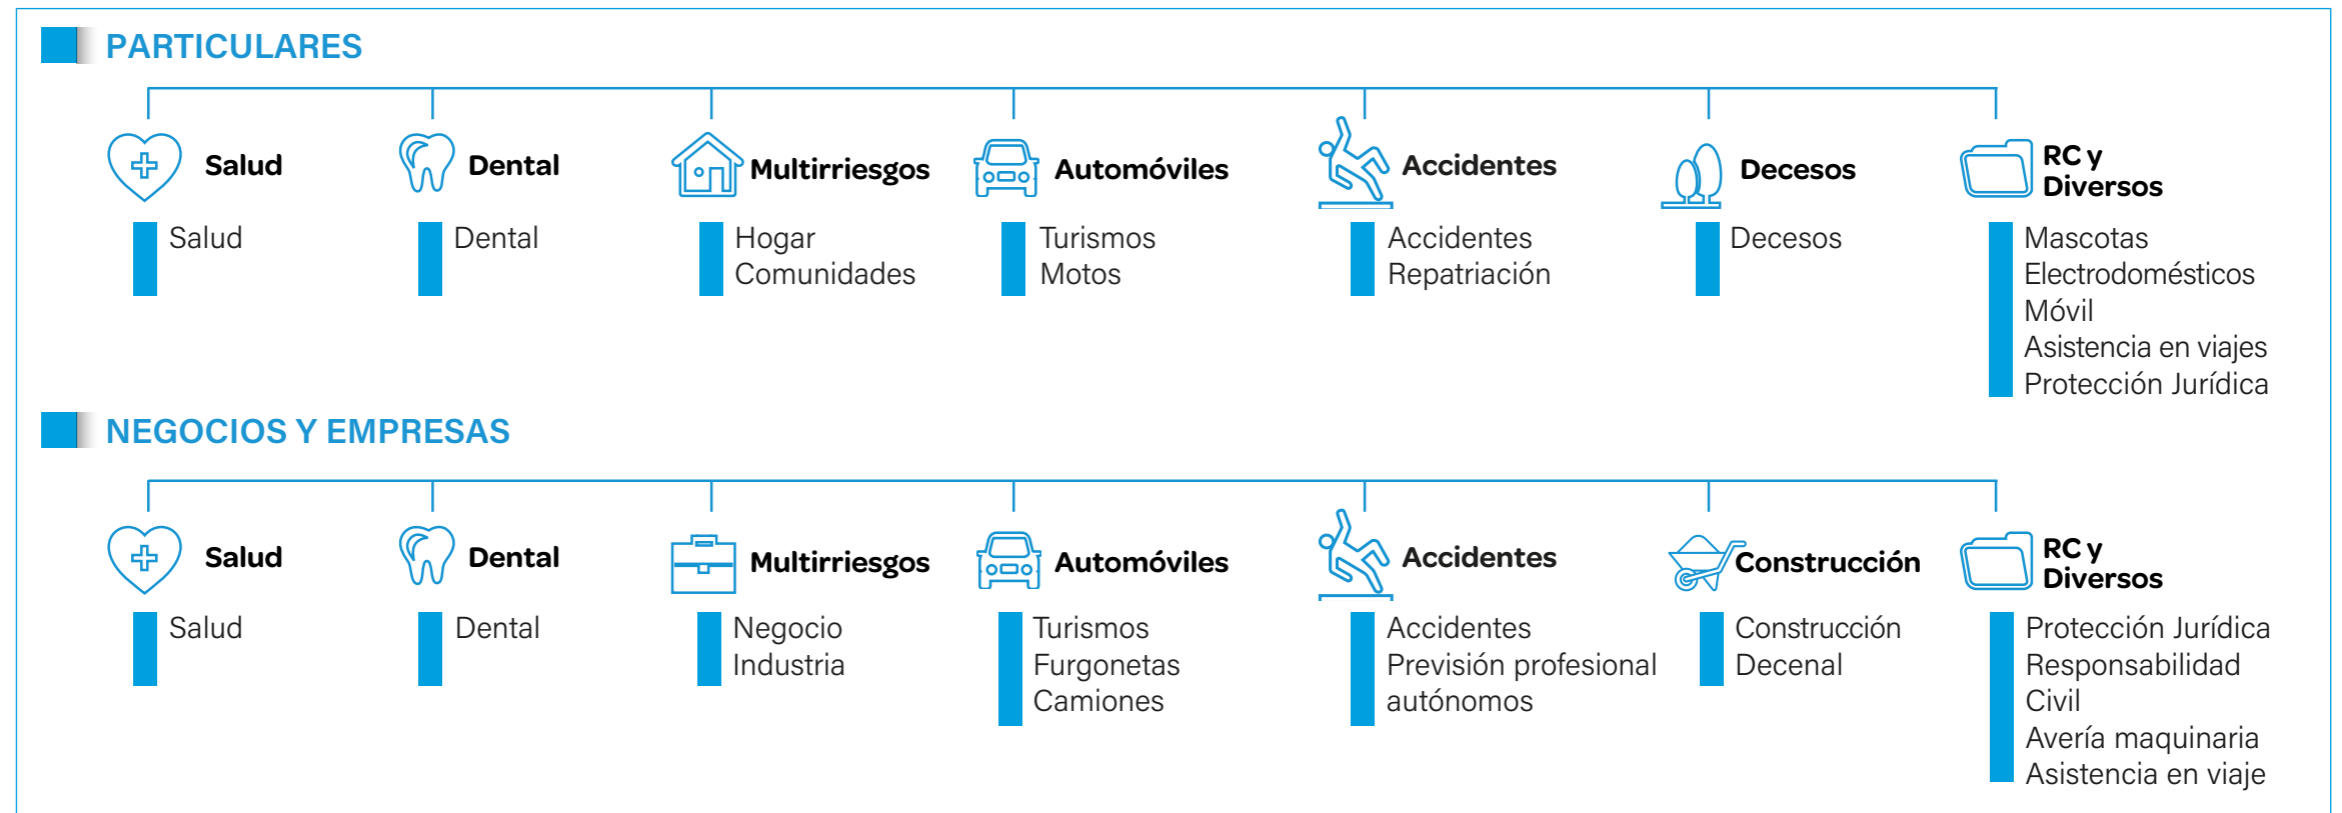 PARTICULARES
Salud
Dental
Multirriesgos
Automóviles
Accidentes
Decesos
RC y
Diversos
Salud
Dental
Hogar
Comunidades
Turismos
Motos
Accidentes
Repatriación
Decesos
Mascotas
Electrodomésticos
Móvil
Asistencia en viajes
Protección Jurídica
NEGOCIOS Y EMPRESAS
Salud
Dental
Multirriesgos
Automóviles
Accidentes
Construcción
RC y
Diversos
Salud
Dental
Negocio
Industria
Turismos
Furgonetas
Camiones
Accidentes
Previsión profesional
autónomos
Construcción
Decenal
Protección Jurídica
Responsabilidad
Civil
Avería maquinaria
Asistencia en viaje